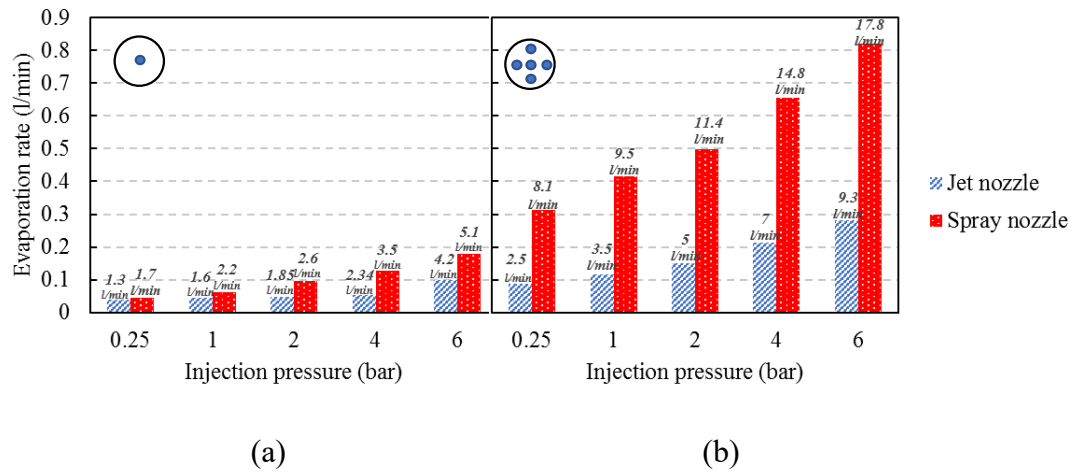 Evaporation rate (l/min)
0.9
0.8
0.7
0.6
0.5
0.4
0.3
0.2
0.1
0
1.3
l/min
1.7
l/min
1.6
l/min
2.2
l/min
1.85
l/min
2.6
l/min
2.34
l/min
3.5
l/min
4.2
l/min
5.1
l/min
0.25 1 2 4 6
Injection pressure (bar)
(a)
2.5
l/min
8.1
l/min
3.5
l/min
9.5
l/min
5
l/min
11.4
l/min
7
l/min
14.8
l/min
9.3
l/min
17.8
l/min
0.25 1 2 4 6
Injection pressure (bar)
(b)
Jet nozzle
Spray nozzle